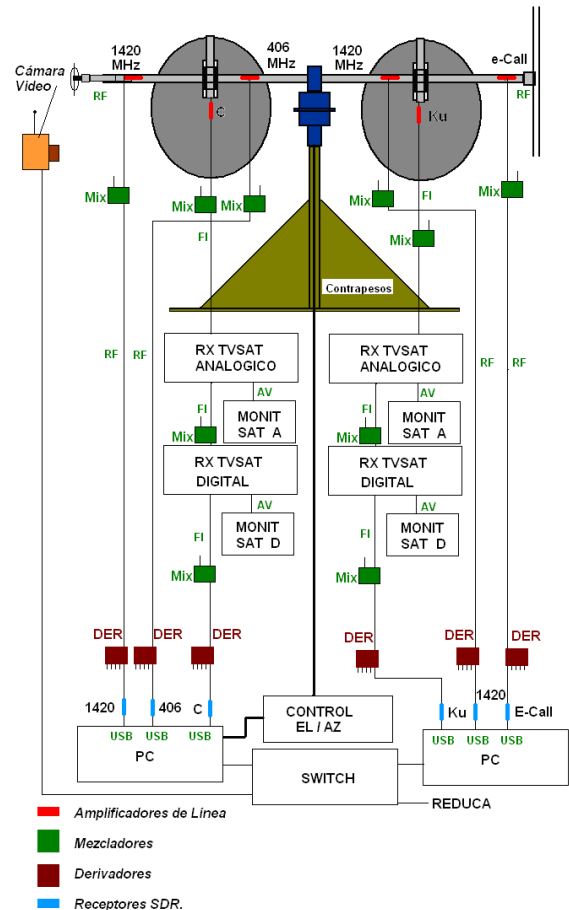 1420
MHz
406
MHz
1420
MHz
e-Call
Cámara
Vídeo
RF
C
Ku
RF
Mix
Mix
Mix
FI
Mix
FI
Mix
Contrapesos
RF
RF
RX TVSAT
ANALOGICO
RX TVSAT
ANALOGICO
RF
RF
AV
AV
FI
MONIT
SAT A
FI
MONIT
SAT A
Mix
Mix
RX TVSAT
DIGITAL
RX TVSAT
DIGITAL
AV
AV
FI
MONIT
SAT D
FI
MONIT
SAT D
Mix
Mix
DER
DER
DER
DER
DER
DER
1420
406
C
Ku
1420
E-Call
USB
USB
USB
PC
CONTROL
EL / AZ
USB
USB
USB
PC
SWITCH
REDUCA
Amplificadores de Línea
Mezcladores
Derivadores
Receptores SDR.